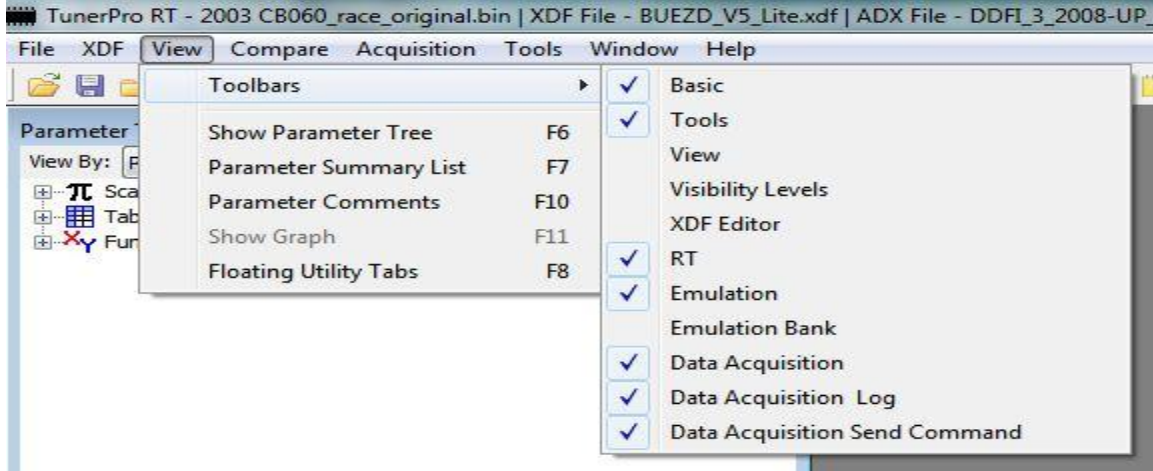 TunerPro RT - 2003 CB060_race_original.bin | XDF File - BUEZD_V5_Lite.xdf | ADX File - DDFI_3_2008-UP_
File XDF View Compare Acquisition Tools Window Help
Toolbars
Show Parameter Tree F6
Parameter Summary List F7
Parameter Comments F10
Show Graph F11
Floating Utility Tabs F8
Basic
Tools
View
Visibility Levels
XDF Editor
RT
Emulation
Emulation Bank
Data Acquisition
Data Acquisition Log
Data Acquisition Send Command
Parameter
View By: P
Sca
Tab
Fun